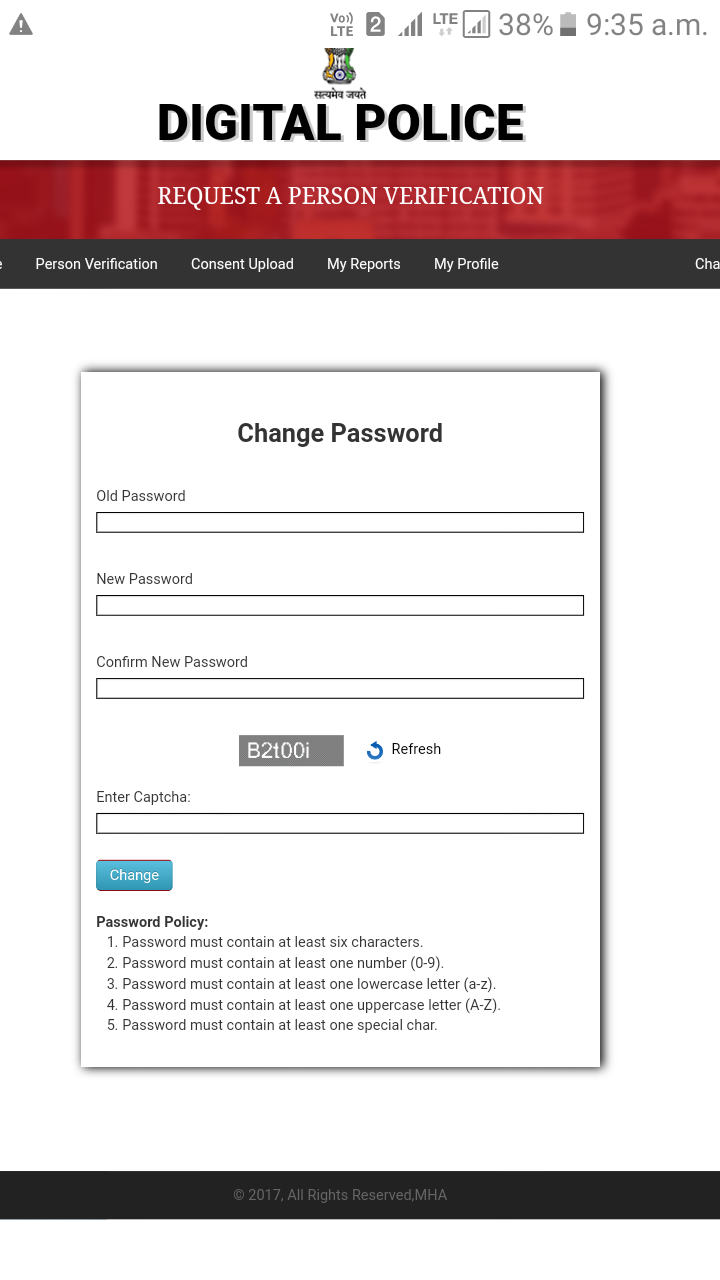 Vo)) LTE 2 LTE 38% 9:35 a.m.
सत्यमेव जयते
DIGITAL POLICE
REQUEST A PERSON VERIFICATION
e Person Verification Consent Upload My Reports My Profile Cha
Change Password
Old Password
New Password
Confirm New Password
B2t00i Refresh
Enter Captcha:
Change
Password Policy:
1. Password must contain at least six characters.
2. Password must contain at least one number (0-9).
3. Password must contain at least one lowercase letter (a-z).
4. Password must contain at least one uppercase letter (A-Z).
5. Password must contain at least one special char.
© 2017, All Rights Reserved,MHA